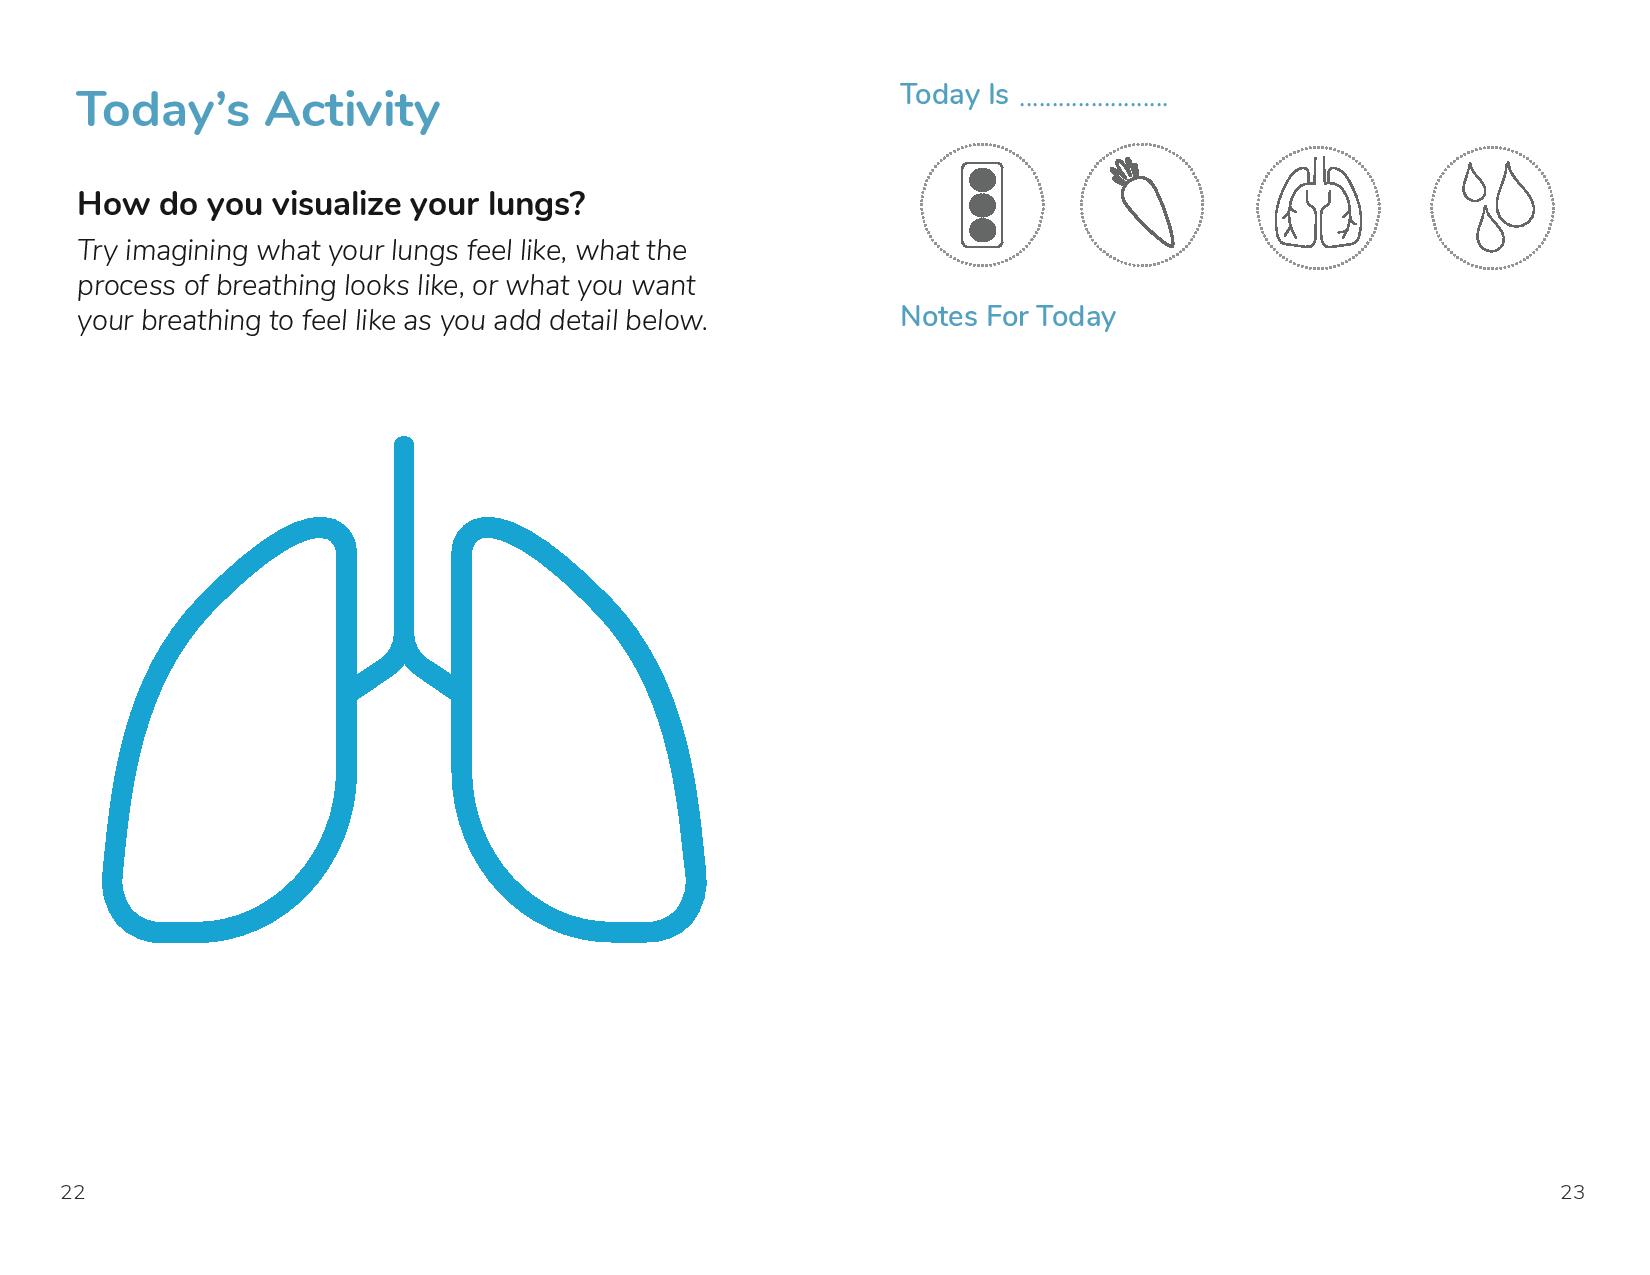 Today’s Activity
How do you visualize your lungs?
Try imagining what your lungs feel like, what the
process of breathing looks like, or what you want
your breathing to feel like as you add detail below.
22
Today Is .......................
Notes For Today
23